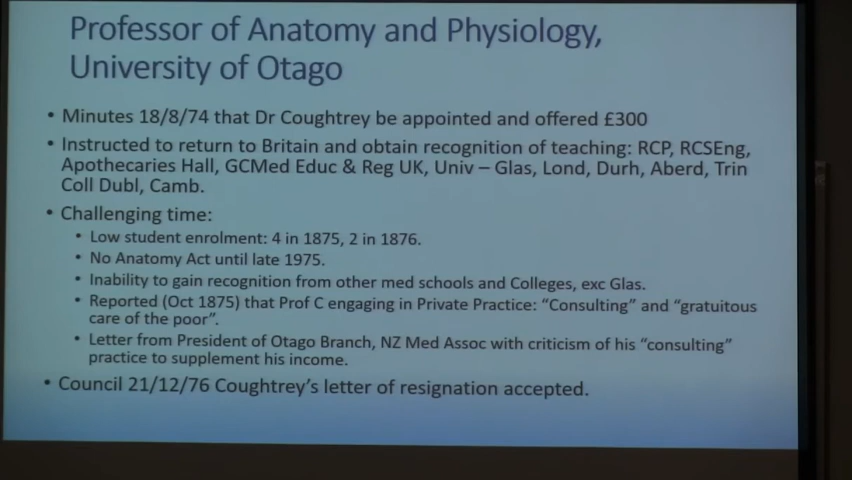 Professor of Anatomy and Physiology,
University of Otago
• Minutes 18/8/74 that Dr Coughtrey be appointed and offered £300
• Instructed to return to Britain and obtain recognition of teaching: RCP, RCSEng,
Apothecaries Hall, GCMed Educ & Reg UK, Univ – Glas, Lond, Durh, Aberd, Trin
Coll Dubl, Camb.
• Challenging time:
• Low student enrolment: 4 in 1875, 2 in 1876.
• No Anatomy Act until late 1975.
• Inability to gain recognition from other med schools and Colleges, exc Glas.
• Reported (Oct 1875) that Prof C engaging in Private Practice: “Consulting” and “gratuitous
care of the poor”.
• Letter from President of Otago Branch, NZ Med Assoc with criticism of his “consulting”
practice to supplement his income.
• Council 21/12/76 Coughtrey’s letter of resignation accepted.